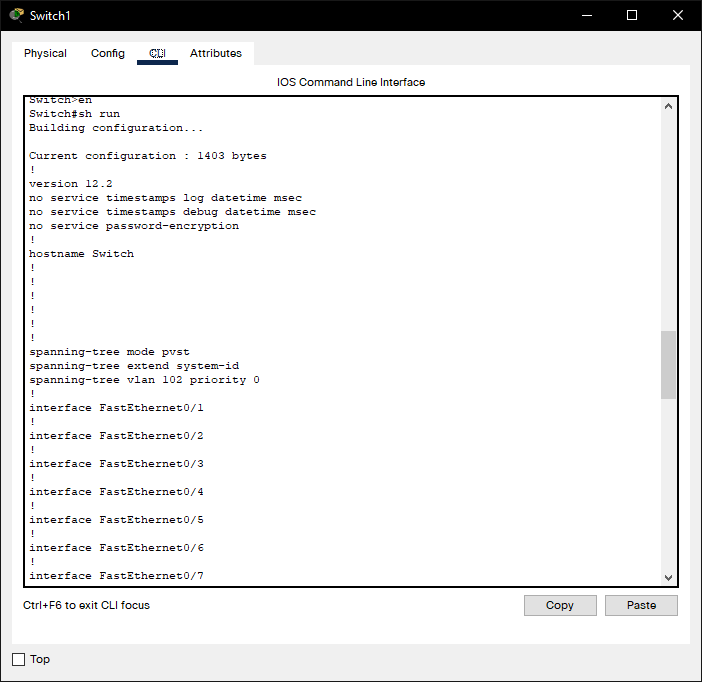 Switch1
Physical Config CLI Attributes
IOS Command Line Interface
Switch>en
Switch#sh run
Building configuration...
Current configuration : 1403 bytes
!
version 12.2
no service timestamps log datetime msec
no service timestamps debug datetime msec
no service password-encryption
!
hostname Switch
!
!
!
!
!
!
spanning-tree mode pvst
spanning-tree extend system-id
spanning-tree vlan 102 priority 0
!
interface FastEthernet0/1
!
interface FastEthernet0/2
!
interface FastEthernet0/3
!
interface FastEthernet0/4
!
interface FastEthernet0/5
!
interface FastEthernet0/6
!
interface FastEthernet0/7
Ctrl+F6 to exit CLI focus
Copy Paste
Top